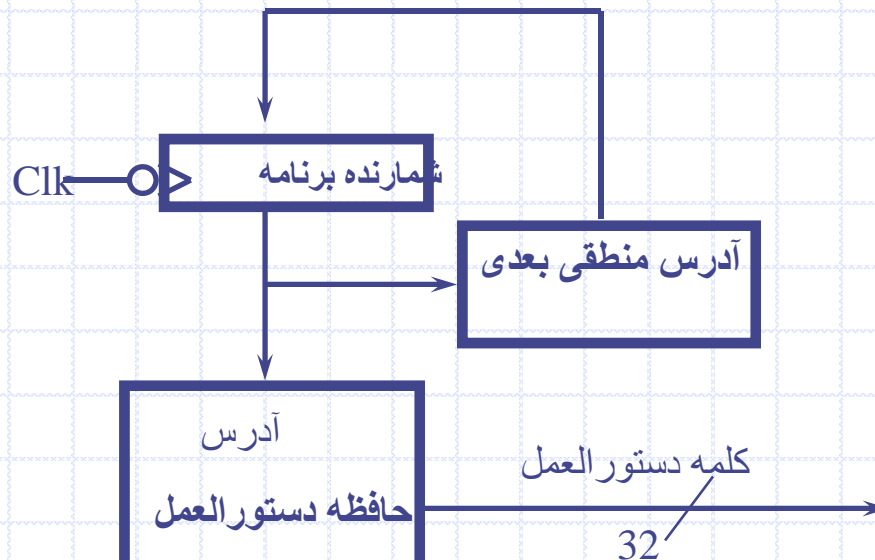 Clk
شمارنده برنامه
آدرس منطقی بعدی
آدرس
کلمه دستورالعمل
حافظه دستورالعمل
32